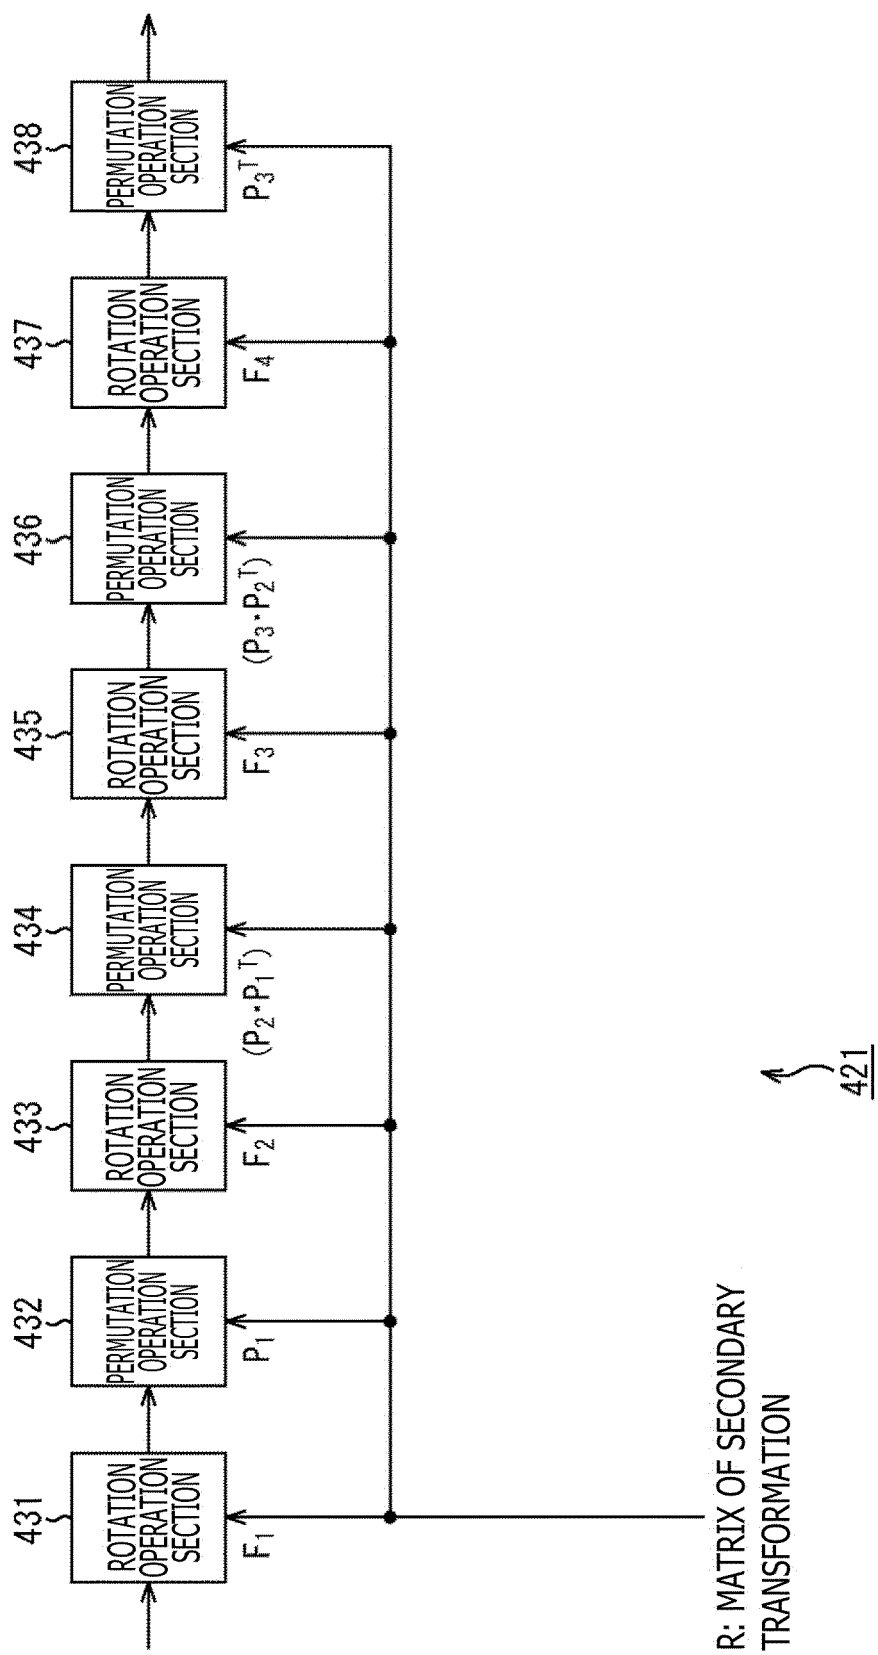 431
432
433
434
435
436
437
438
ROTATION
OPERATION
SECTION
PERMUTATION
OPERATION
SECTION
ROTATION
OPERATION
SECTION
PERMUTATION
OPERATION
SECTION
ROTATION
OPERATION
SECTION
PERMUTATION
OPERATION
SECTION
ROTATION
OPERATION
SECTION
PERMUTATION
OPERATION
SECTION
F₁
P₁
F₂
(P₂・P₁ᵀ)
F₃
(P₃・P₂ᵀ)
F₄
P₃ᵀ
R: MATRIX OF SECONDARY
TRANSFORMATION
421